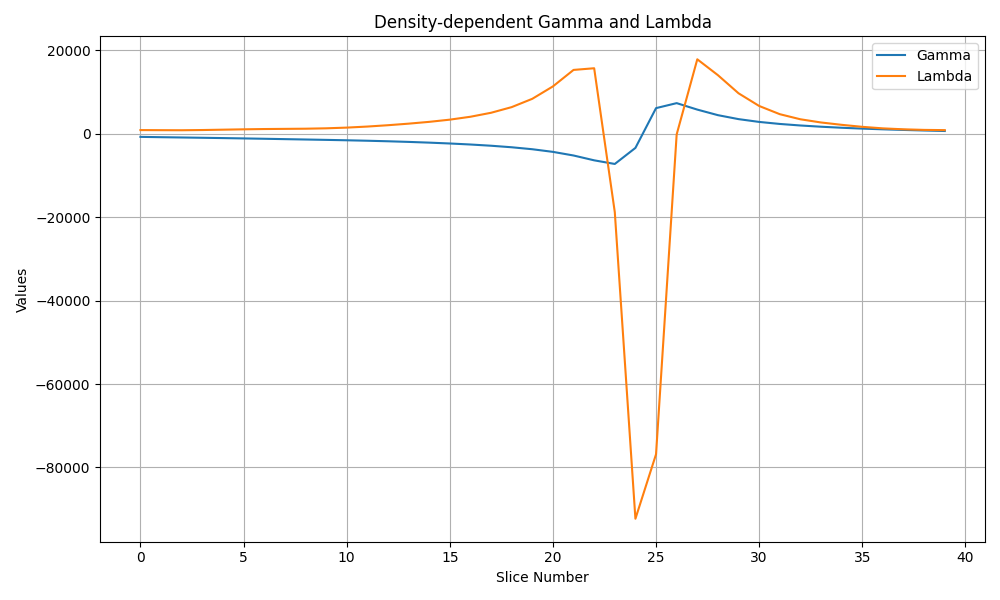 Density-dependent Gamma and Lambda
Gamma
Lambda
20000
0
−20000
−40000
−60000
−80000
Values
0 5 10 15 20 25 30 35 40
Slice Number